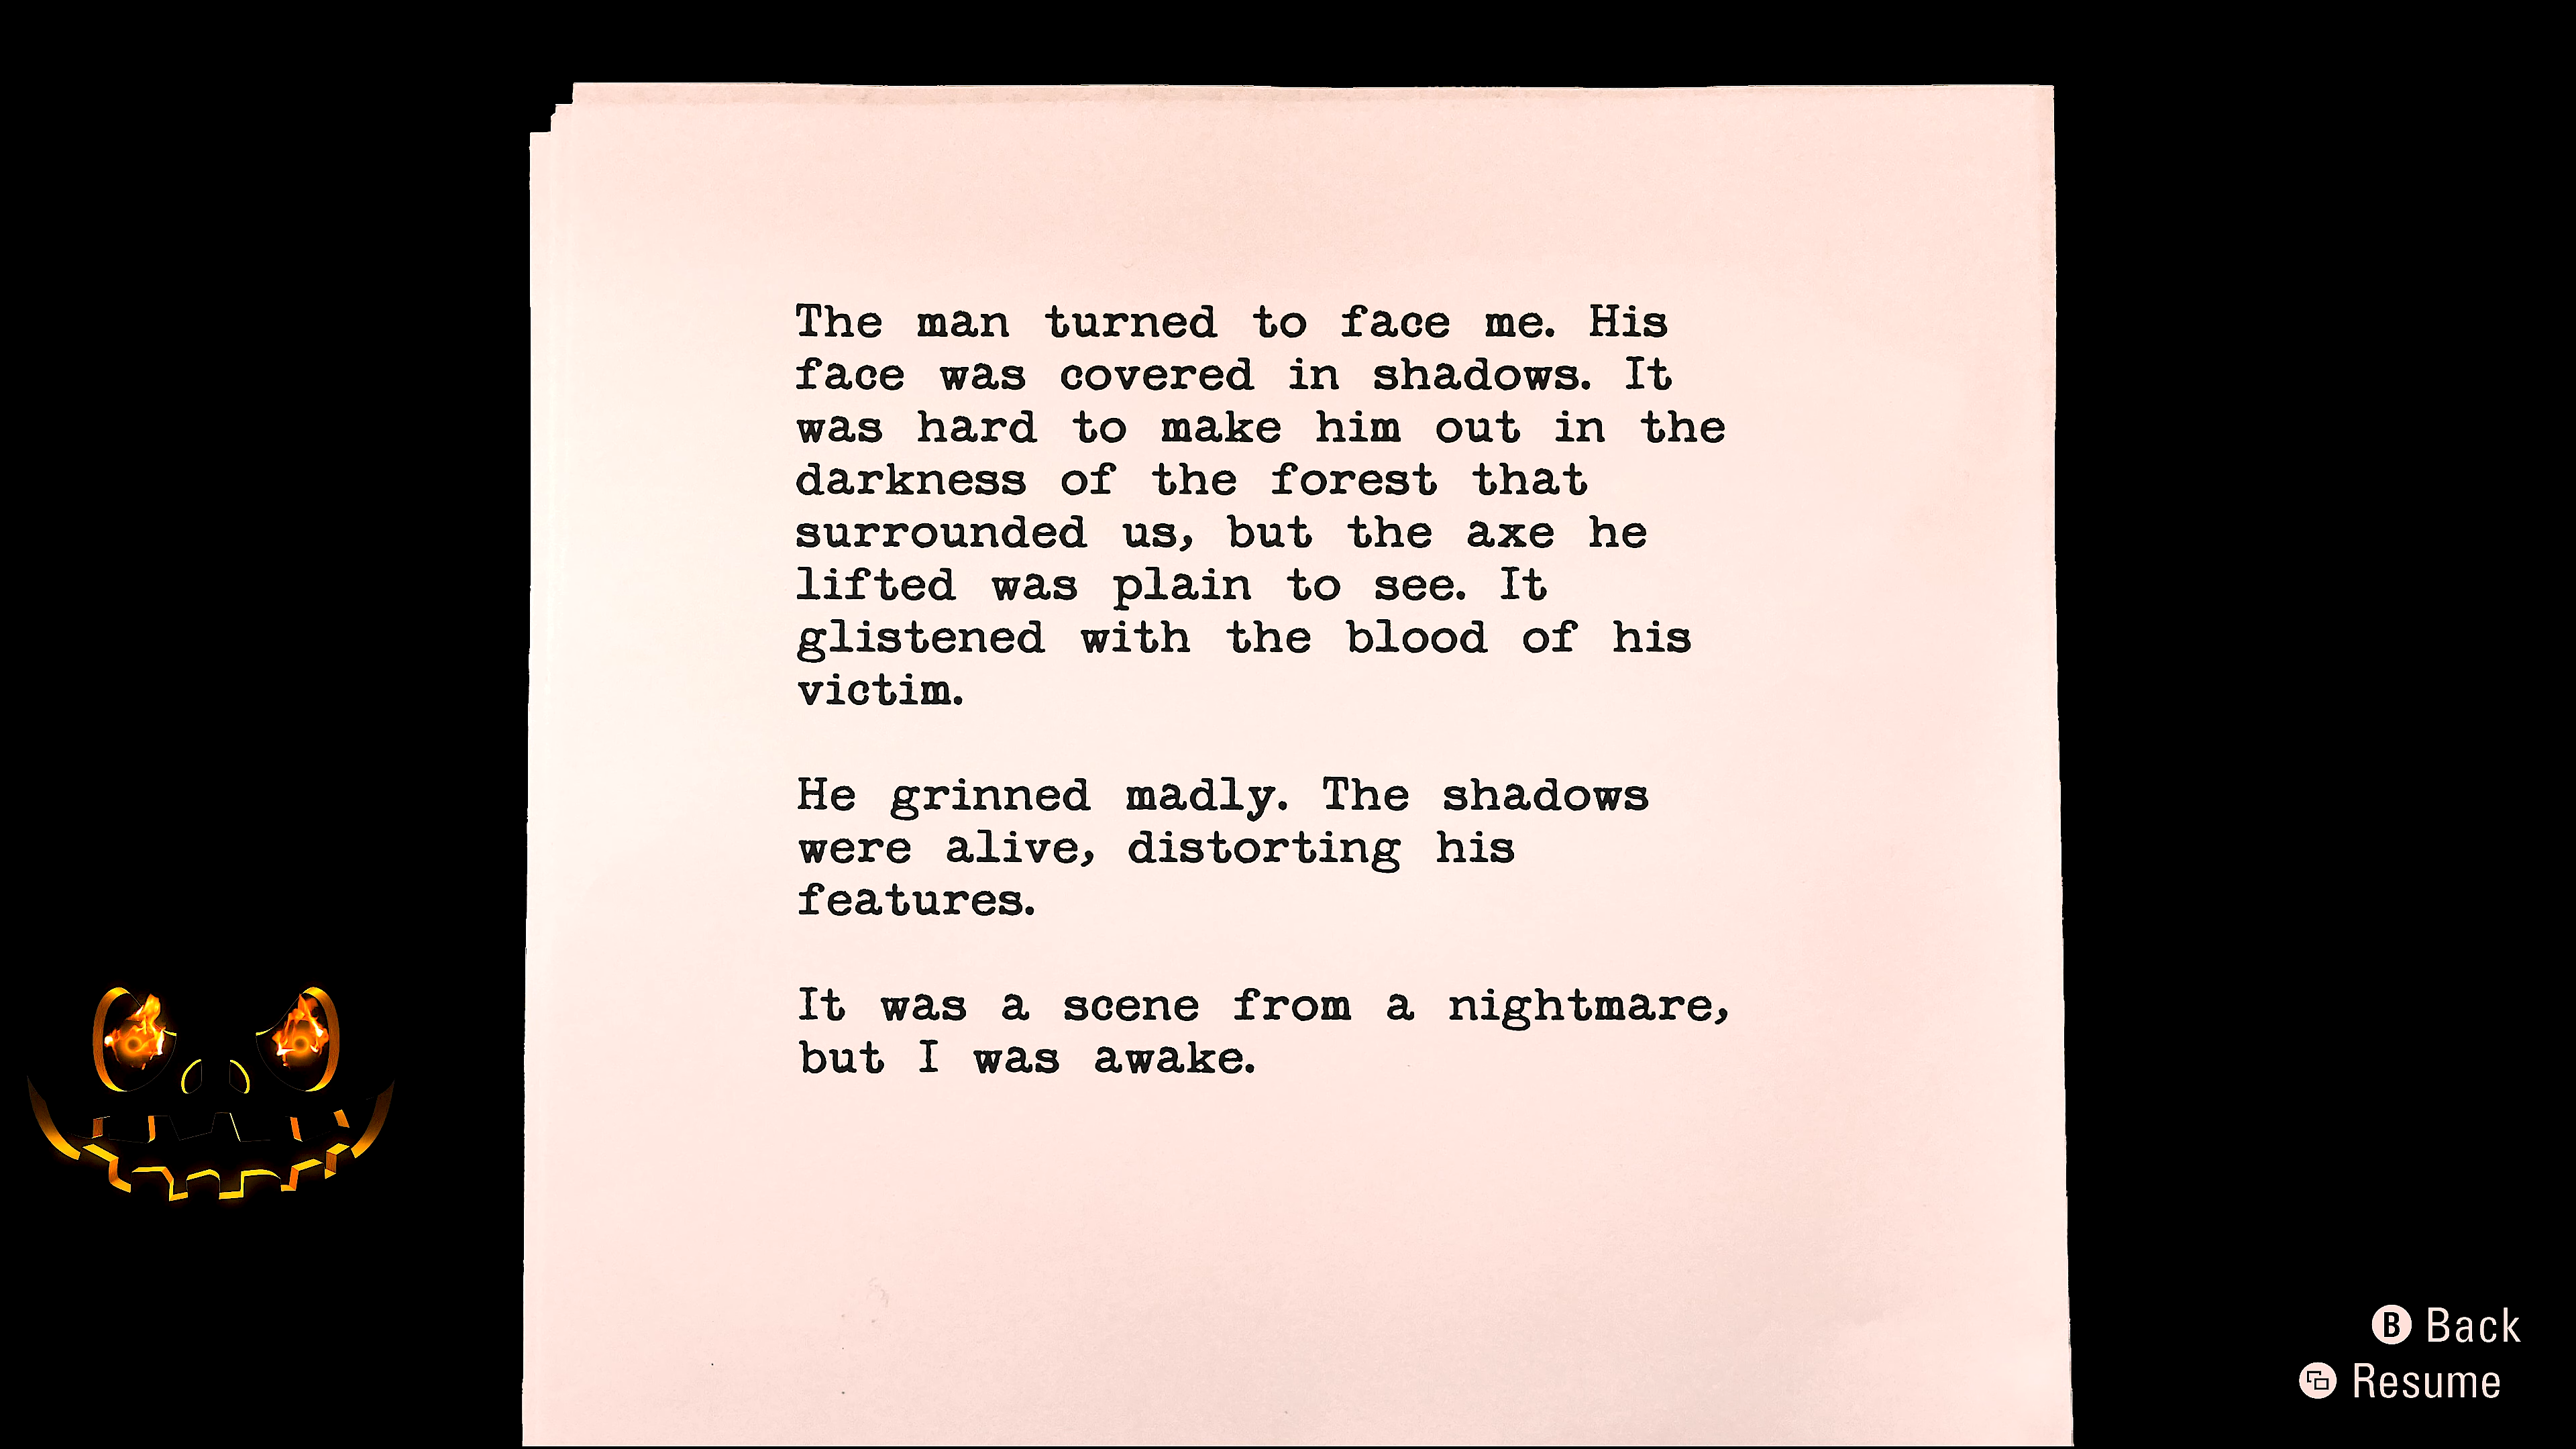 The man turned to face me. His
face was covered in shadows. It
was hard to make him out in the
darkness of the forest that
surrounded us, but the axe he
lifted was plain to see. It
glistened with the blood of his
victim.
He grinned madly. The shadows
were alive, distorting his
features.
It was a scene from a nightmare,
but I was awake.
B Back
Resume